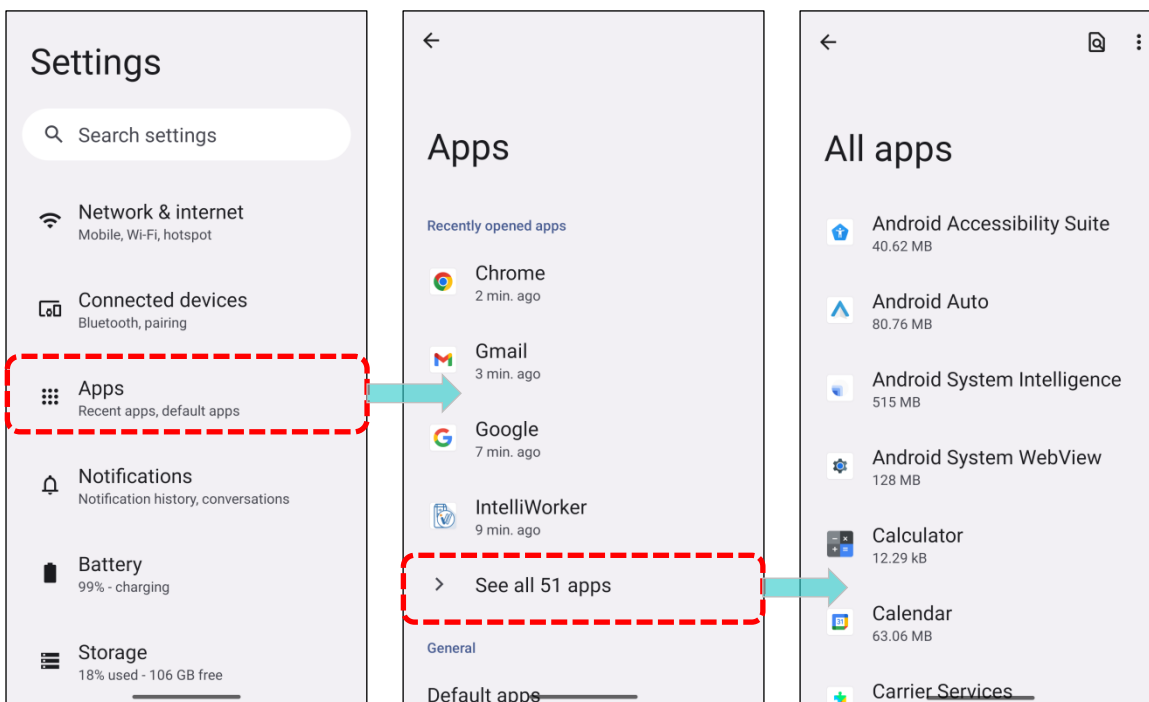 Settings
Search settings
Network & internet
Mobile, Wi-Fi, hotspot
Connected devices
Bluetooth, pairing
Apps
Recent apps, default apps
Notifications
Notification history, conversations
Battery
99% - charging
Storage
18% used - 106 GB free
Apps
Recently opened apps
Chrome
2 min. ago
Gmail
3 min. ago
Google
7 min. ago
IntelliWorker
9 min. ago
See all 51 apps
General
Default apps
All apps
Android Accessibility Suite
40.62 MB
Android Auto
80.76 MB
Android System Intelligence
515 MB
Android System WebView
128 MB
Calculator
12.29 kB
Calendar
31
63.06 MB
Carrier Services